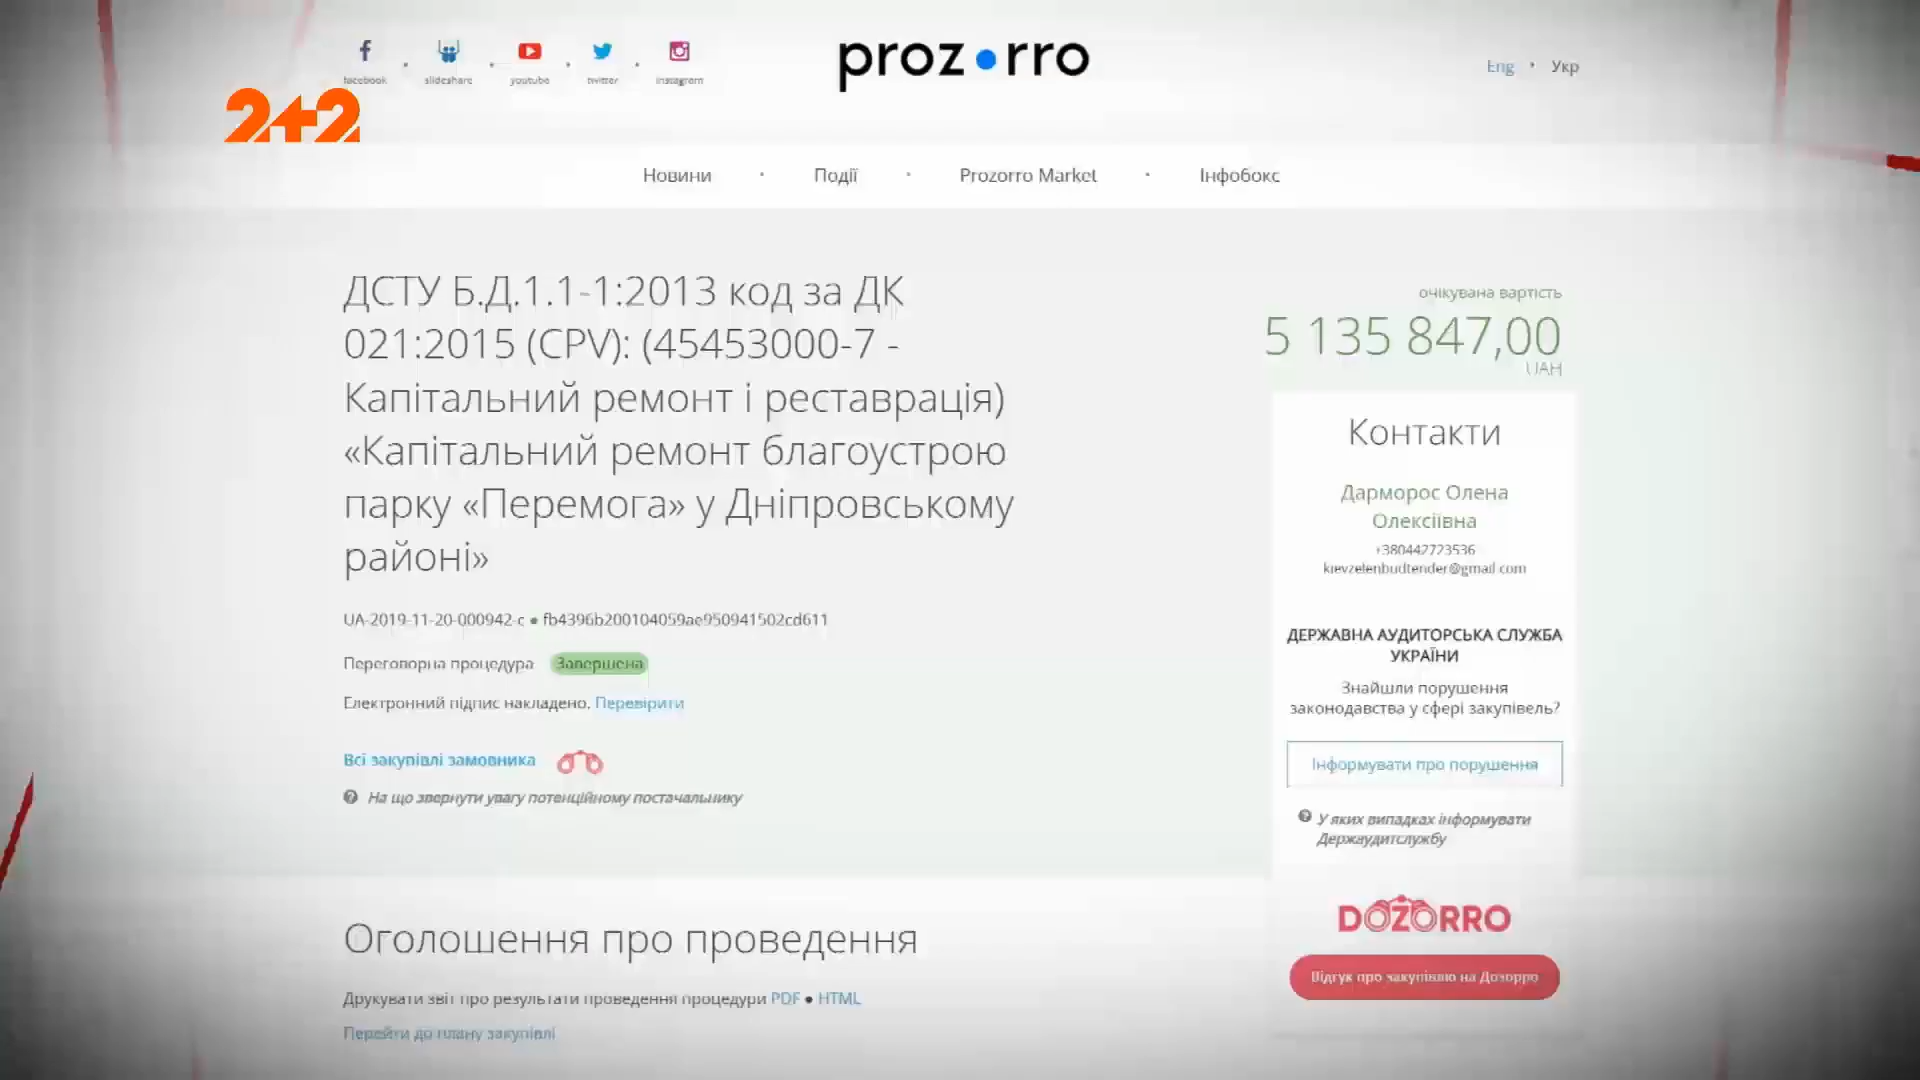 facebook
slideshare
youtube
twitter
instagram
prozorro
Eng • Укр
2+2
Новини • Події • Prozorro Market • Інфобокс
ДСТУ Б.Д.1.1-1:2013 код за ДК
021:2015 (CPV): (45453000-7 -
Капітальний ремонт і реставрація)
«Капітальний ремонт благоустрою
парку «Перемога» у Дніпровському
районі»
UA-2019-11-20-000942-c ● fb4396b200104059ae950941502cd611
Переговорна процедура Завершена
Електронний підпис накладено. Перевірити
Всі закупівлі замовника
На що звернути увагу потенційному постачальнику
Оголошення про проведення
Друкувати звіт про результати проведення процедури PDF ● HTML
Перейти до плану закупівлі
очікувана вартість
5 135 847,00
UAH
Контакти
Дарморос Олена
Олексіївна
+380442723536
kievzelenbudtender@gmail.com
ДЕРЖАВНА АУДИТОРСЬКА СЛУЖБА
УКРАЇНИ
Знайшли порушення
законодавства у сфері закупівель?
Інформувати про порушення
У яких випадках інформувати
Держаудитслужбу
DOZORRO
Відгук про закупівлю на Дозорро